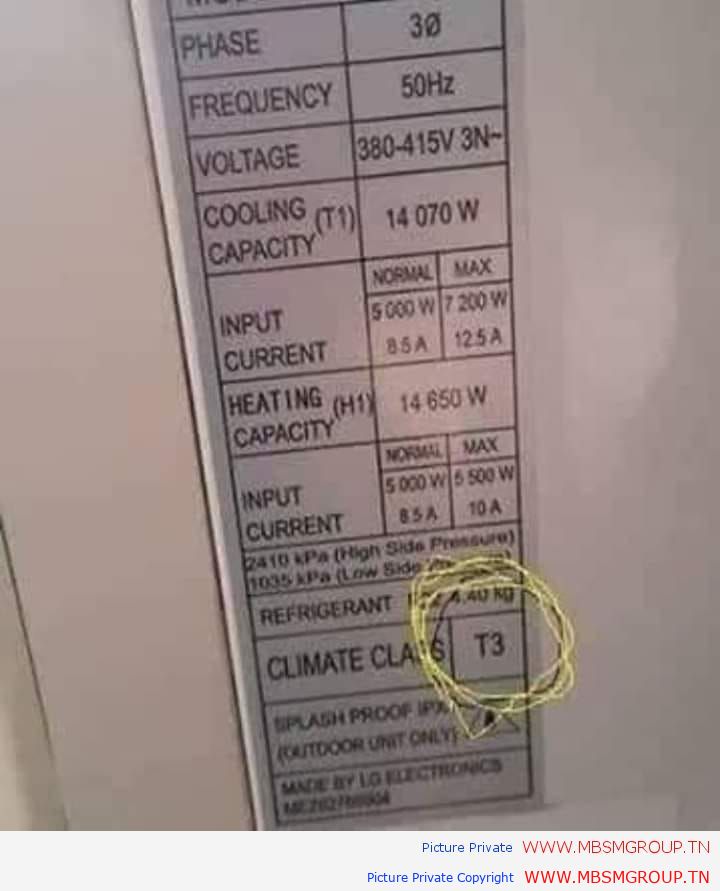 PHASE 3Ø
FREQUENCY 50Hz
VOLTAGE 380-415V 3N~
COOLING CAPACITY (T1) 14 070 W
NORMAL MAX
INPUT 5 000 W 7 200 W
CURRENT 8.5 A 12.5 A
HEATING CAPACITY (H1) 14 650 W
NORMAL MAX
INPUT 5 000 W 5 500 W
CURRENT 8.5 A 10 A
2410 kPa (High Side Pressure)
1035 kPa (Low Side
REFRIGERANT 4.40 kg
CLIMATE CLASS T3
SPLASH PROOF
(OUTDOOR UNIT ONLY)
MADE BY LG ELECTRONICS
Picture Private WWW.MBSMGROUP.TN
Picture Private Copyright WWW.MBSMGROUP.TN